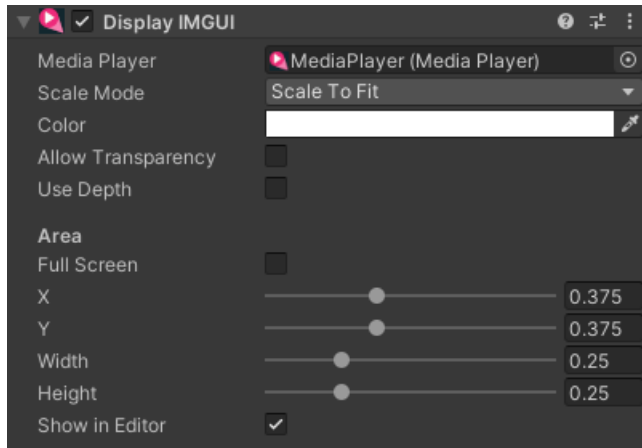 Display IMGUI
Media Player MediaPlayer (Media Player)
Scale Mode Scale To Fit
Color
Allow Transparency
Use Depth
Area
Full Screen
X 0.375
Y 0.375
Width 0.25
Height 0.25
Show in Editor